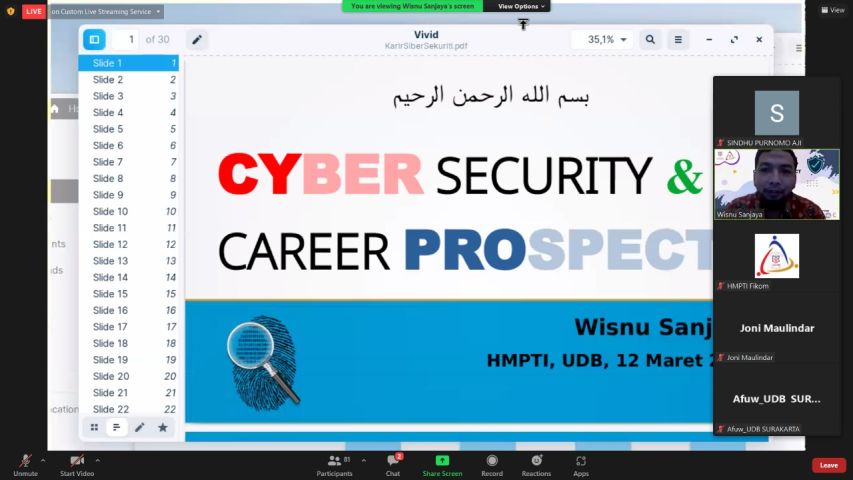 LIVE
on Custom Live Streaming Service
You are viewing Wisnu Sanjaya's screen
View Options
View
1 of 30
Vivid
KarirSiberSekuriti.pdf
35,1%
Slide 1 1
Slide 2 2
Slide 3 3
Slide 4 4
Slide 5 5
Slide 6 6
Slide 7 7
Slide 8 8
Slide 9 9
Slide 10 10
Slide 11 11
Slide 12 12
Slide 13 13
Slide 14 14
Slide 15 15
Slide 16 16
Slide 17 17
Slide 18 18
Slide 19 19
Slide 20 20
Slide 21 21
Slide 22 22
بسم الله الرحمن الرحيم
CYBER SECURITY &
CAREER PROSPECT
Wisnu Sanj
HMPTI, UDB, 12 Maret 2
S
SINDHU PURNOMO AJI
Wisnu Sanjaya
HMPTI Fikom
Joni Maulindar
Joni Maulindar
Afuw_UDB SUR...
Afuw_UDB SURAKARTA
Unmute
Start Video
Participants
81
Chat
2
Share Screen
Record
Reactions
Apps
Leave